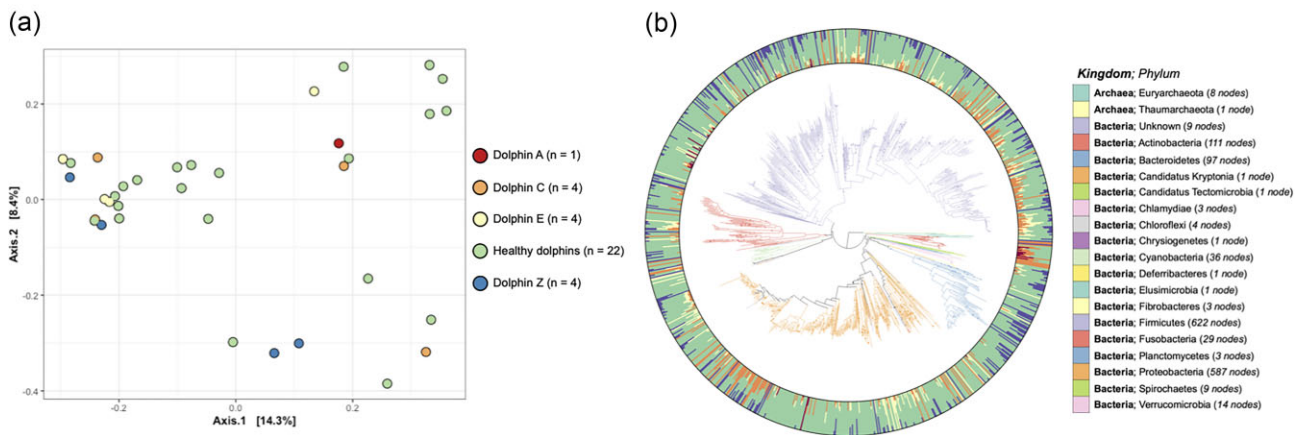 (a)
0.2
0.0
-0.2
-0.4
Axis.2 [8.4%]
-0.2
0.0
0.2
Axis.1 [14.3%]
Dolphin A (n = 1)
Dolphin C (n = 4)
Dolphin E (n = 4)
Healthy dolphins (n = 22)
Dolphin Z (n = 4)
(b)
Kingdom; Phylum
Archaea; Euryarchaeota (8 nodes)
Archaea; Thaumarchaeota (1 node)
Bacteria; Unknown (9 nodes)
Bacteria; Actinobacteria (111 nodes)
Bacteria; Bacteroidetes (97 nodes)
Bacteria; Candidatus Kryptonia (1 node)
Bacteria; Candidatus Tectomicrobia (1 node)
Bacteria; Chlamydiae (3 nodes)
Bacteria; Chloroflexi (4 nodes)
Bacteria; Chrysiogenetes (1 node)
Bacteria; Cyanobacteria (36 nodes)
Bacteria; Deferribacteres (1 node)
Bacteria; Elusimicrobia (1 node)
Bacteria; Fibrobacteres (3 nodes)
Bacteria; Firmicutes (622 nodes)
Bacteria; Fusobacteria (29 nodes)
Bacteria; Planctomycetes (3 nodes)
Bacteria; Proteobacteria (587 nodes)
Bacteria; Spirochaetes (9 nodes)
Bacteria; Verrucomicrobia (14 nodes)